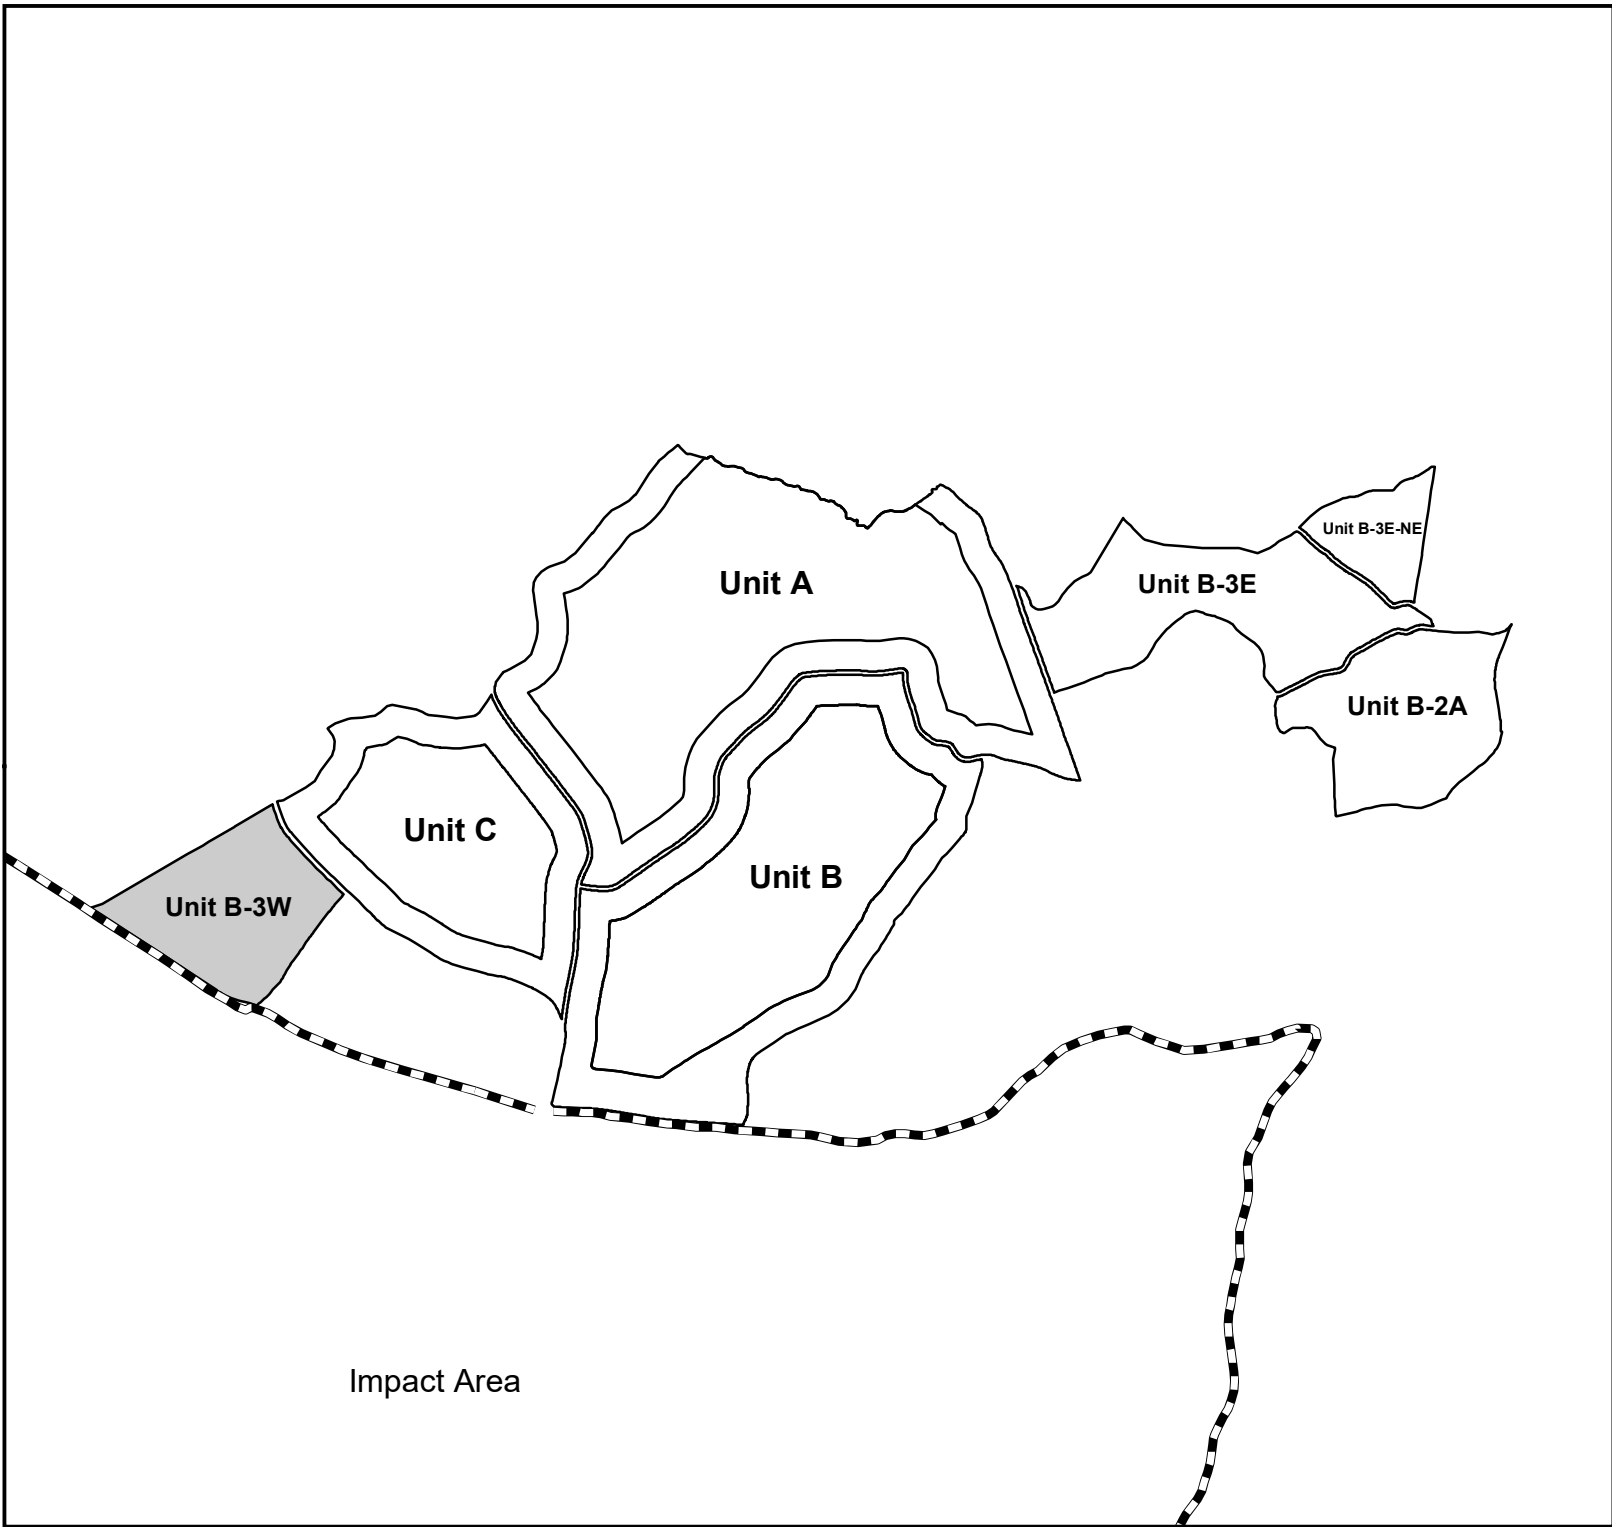 Unit B-3E-NE
Unit A
Unit B-3E
Unit B-2A
Unit C
Unit B
Unit B-3W
Impact Area